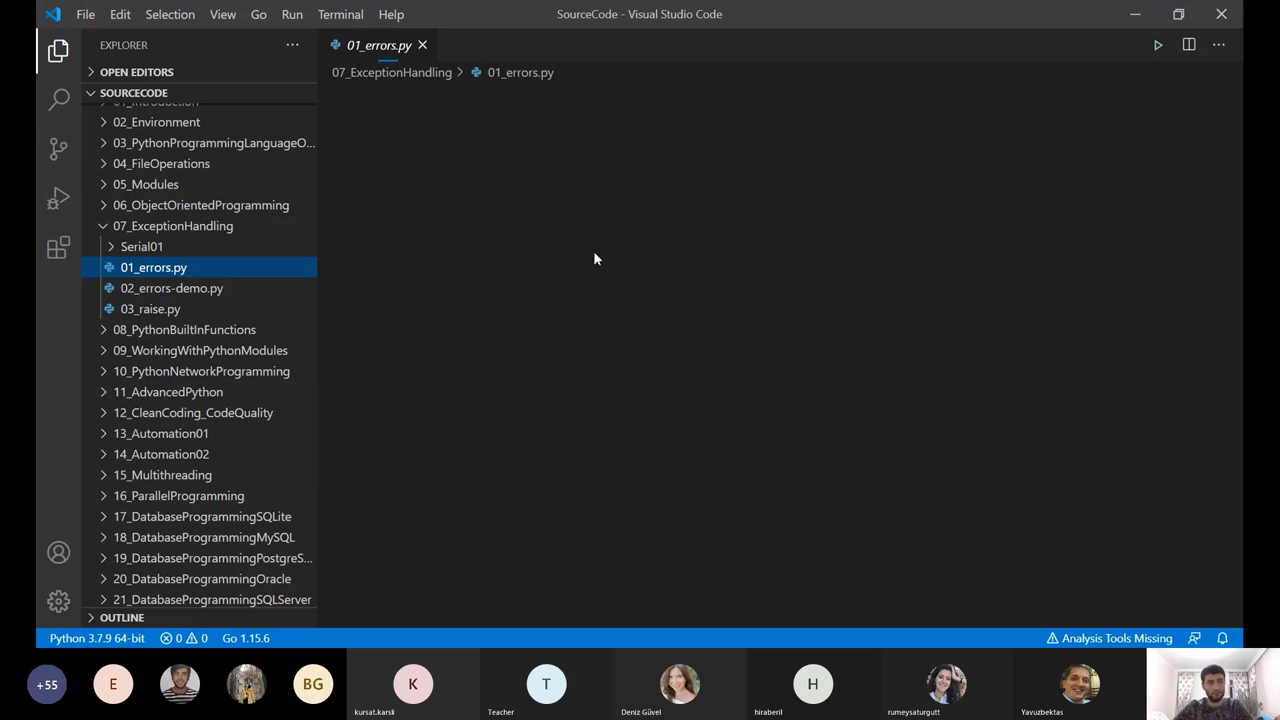 File Edit Selection View Go Run Terminal Help SourceCode - Visual Studio Code
EXPLORER
01_errors.py
OPEN EDITORS
07_ExceptionHandling 01_errors.py
SOURCECODE
01_Introduction
02_Environment
03_PythonProgrammingLanguageO...
04_FileOperations
05_Modules
06_ObjectOrientedProgramming
07_ExceptionHandling
Serial01
01_errors.py
02_errors-demo.py
03_raise.py
08_PythonBuiltInFunctions
09_WorkingWithPythonModules
10_PythonNetworkProgramming
11_AdvancedPython
12_CleanCoding_CodeQuality
13_Automation01
14_Automation02
15_Multithreading
16_ParallelProgramming
17_DatabaseProgrammingSQLite
18_DatabaseProgrammingMySQL
19_DatabaseProgrammingPostgreS...
20_DatabaseProgrammingOracle
21_DatabaseProgrammingSQLServer
OUTLINE
Python 3.7.9 64-bit 0 0 Go 1.15.6 Analysis Tools Missing
+55 E BG K T H
kursat.karsli Teacher Deniz Güvel hiraberil rumeysaturgutt Yavuzbektas